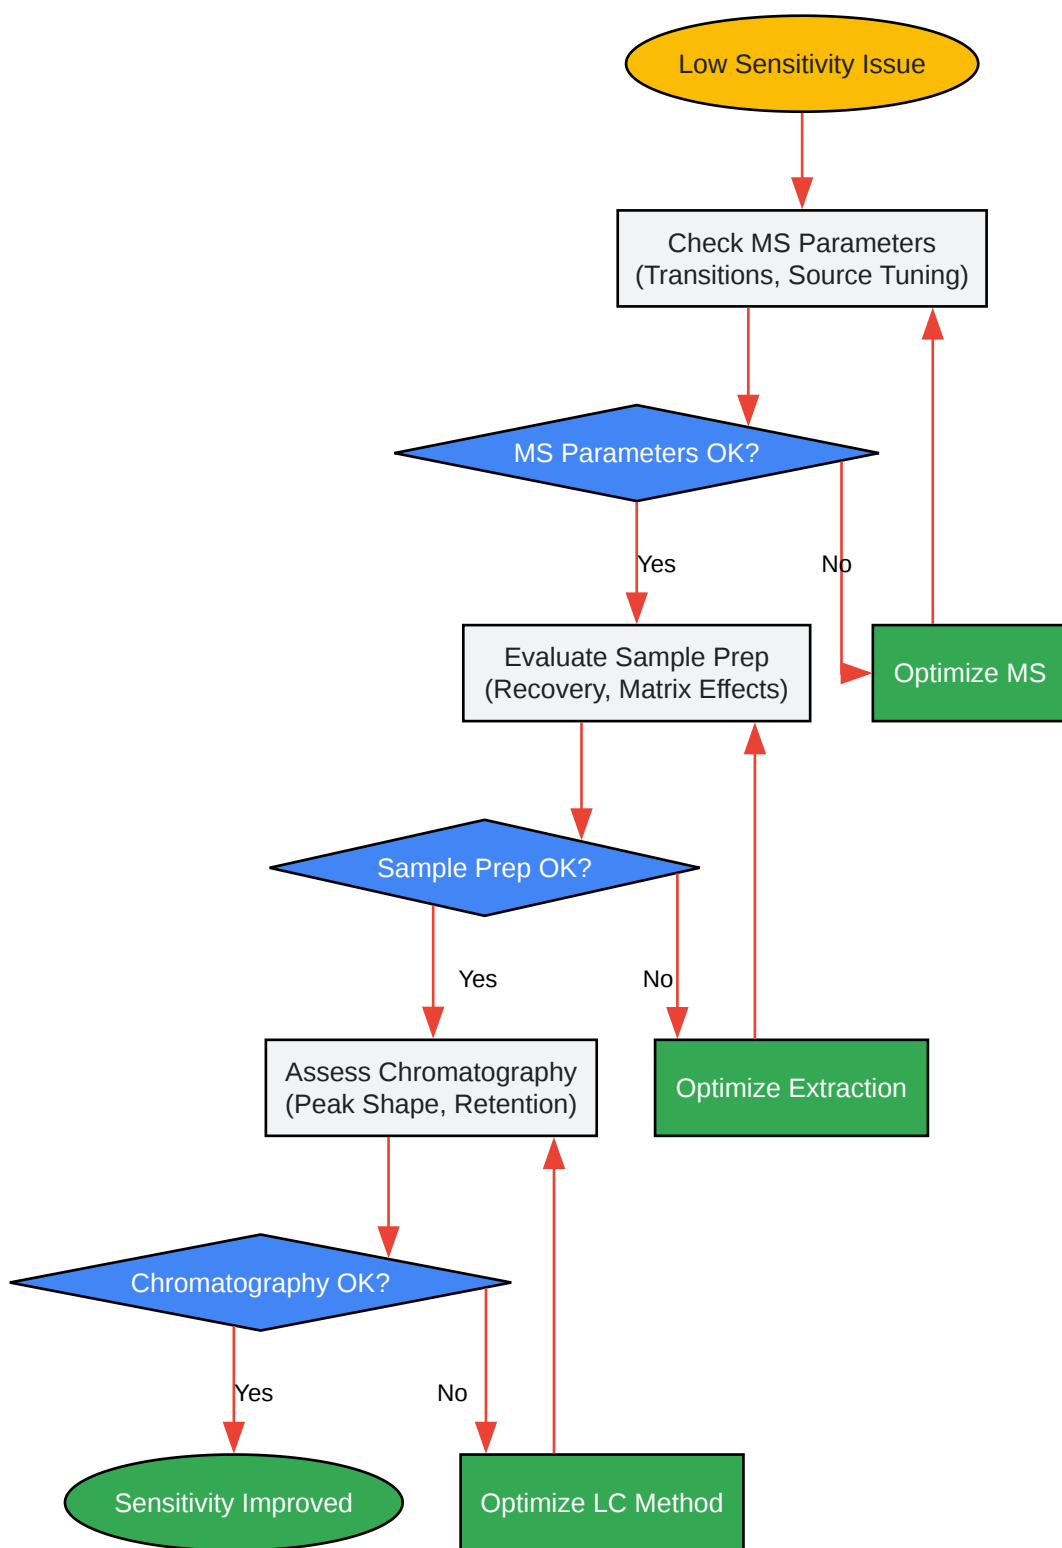 Low Sensitivity Issue
Check MS Parameters
(Transitions, Source Tuning)
MS Parameters OK?
Yes
No
Evaluate Sample Prep
(Recovery, Matrix Effects)
Optimize MS
Sample Prep OK?
Yes
No
Assess Chromatography
(Peak Shape, Retention)
Optimize Extraction
Chromatography OK?
Yes
No
Sensitivity Improved
Optimize LC Method